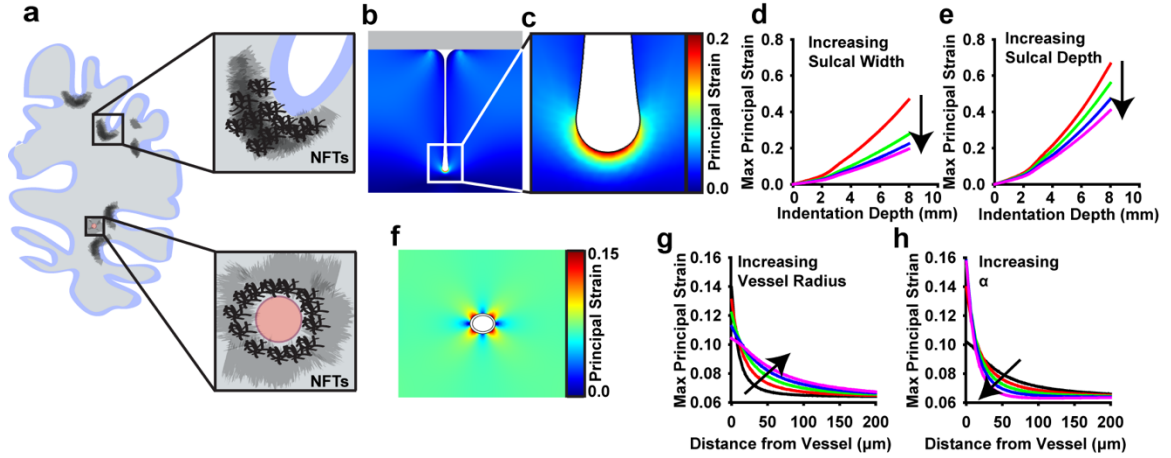 a
NFTs
NFTs
b
c
0.2
Principal Strain
0.0
d
Max Principal Strain
0.8
0.6
0.4
0.2
0.0
Increasing
Sulcal Width
0 2 4 6 8 10
Indentation Depth (mm)
e
Max Principal Strain
0.8
0.6
0.4
0.2
0.0
Increasing
Sulcal Depth
0 2 4 6 8 10
Indentation Depth (mm)
f
0.15
Principal Strain
0.0
g
Max Principal Strain
0.16
0.14
0.12
0.10
0.08
0.06
Increasing
Vessel Radius
0 50 100 150 200
Distance from Vessel (µm)
h
Max Principal Strian
0.16
0.14
0.12
0.10
0.08
0.06
Increasing
α
0 50 100 150 200
Distance from Vessel (µm)